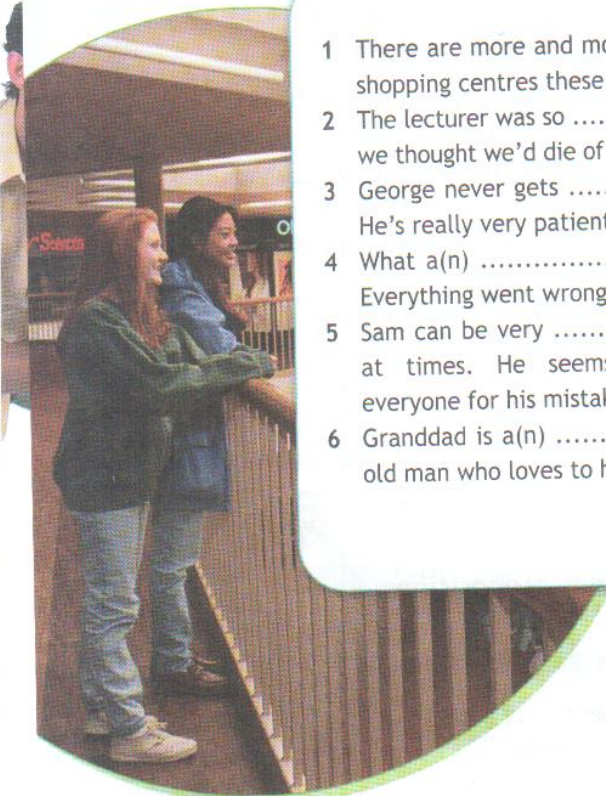 1 There are more and mo
shopping centres these
2 The lecturer was so ....
we thought we'd die of
3 George never gets .....
He's really very patient
4 What a(n) ................
Everything went wrong
5 Sam can be very .......
at times. He seems
everyone for his mistak
6 Granddad is a(n) ......
old man who loves to h